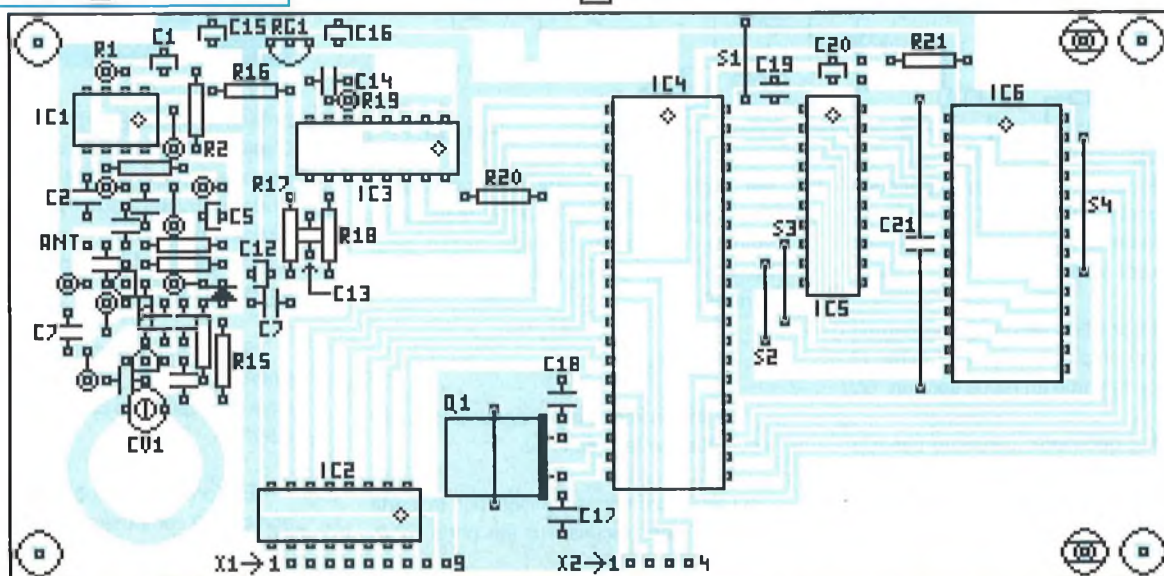 C15
RG1
C16
R1
C1
R16
C14
R19
IC1
R2
IC3
C2
R17
R20
C5
R18
ANT
C12
C13
C7
C7
R15
CV1
IC2
Q1
C18
C17
X1→1 9
X2→1 4
IC4
S1
C19
C20
R21
IC6
S4
C21
S3
IC5
S2